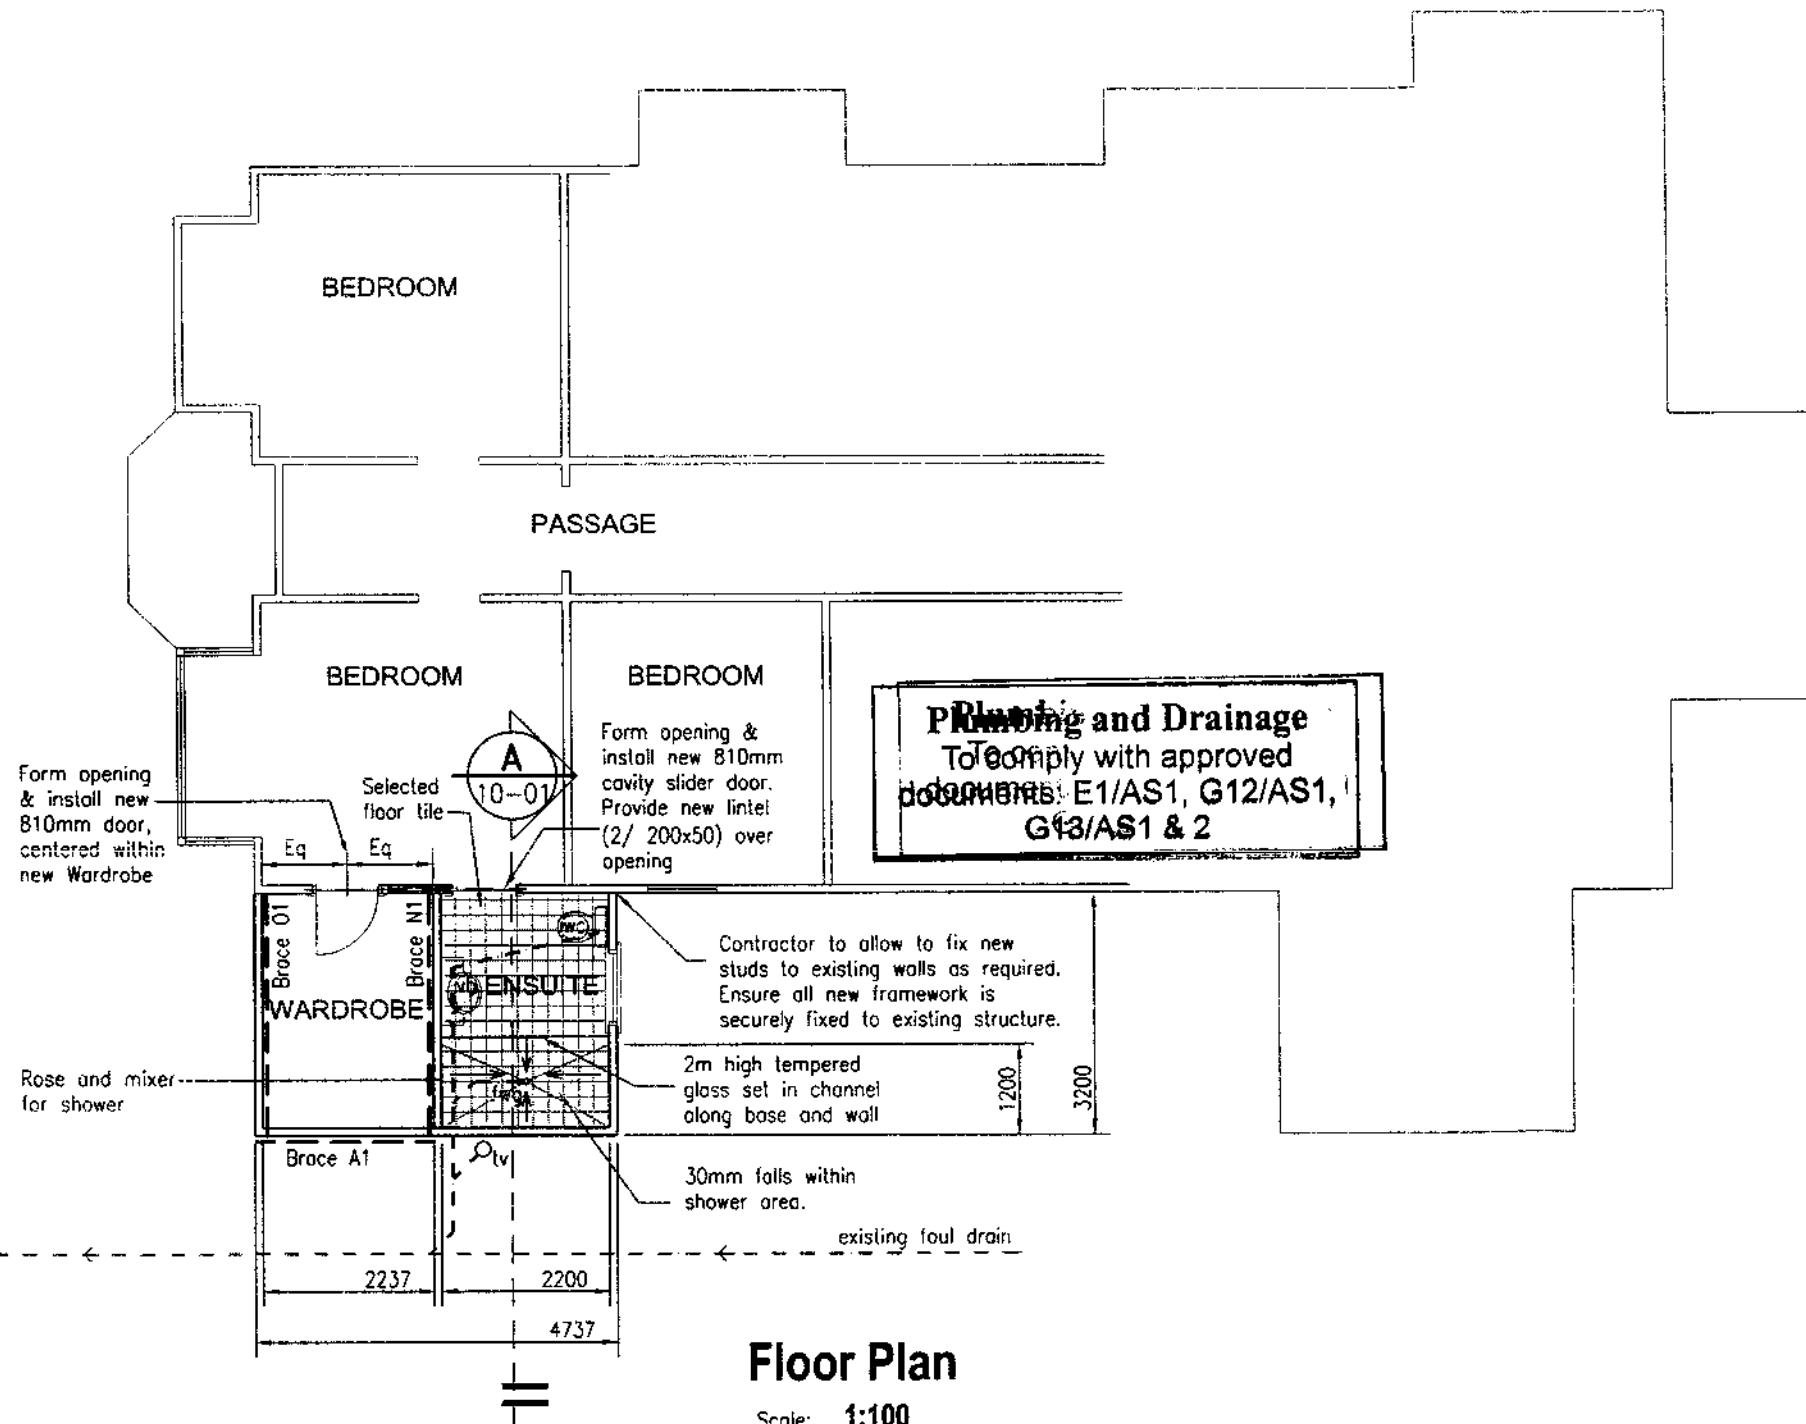 BEDROOM
PASSAGE
BEDROOM
BEDROOM
Form opening
& install new
810mm door,
centered within
new Wardrobe
Selected
floor tile
A
10-01
Form opening &
install new 810mm
cavity slider door.
Provide new lintel
(2/ 200x50) over
opening
Plumbing and Drainage
To comply with approved
documents: E1/AS1, G12/AS1,
G13/AS1 & 2
Eq
Eq
Brace O1
Brace N1
WARDROBE
ENSUITE
WC
Contractor to allow to fix new
studs to existing walls as required.
Ensure all new framework is
securely fixed to existing structure.
Rose and mixer
for shower
2m high tempered
glass set in channel
along base and wall
1200
3200
Brace A1
tv
30mm falls within
shower area.
existing foul drain
2237
2200
4737
Floor Plan
Scale: 1:100